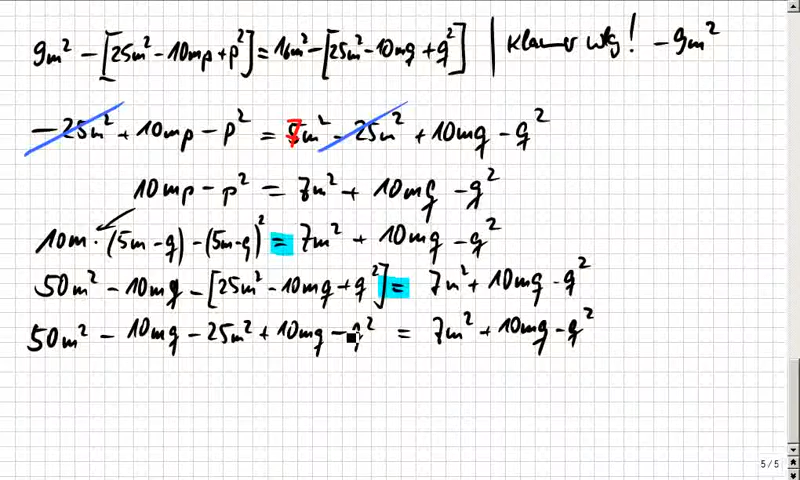 9m² − [25m² − 10mp + p²] = 16m² − [25m² − 10mq + q²] | Klammer weg! − 9m²
−25m² + 10mp − p² = 7m² − 25m² + 10mq − q²
10mp − p² = 7m² + 10mq − q²
10m · (5m − q) − (5m − q)² = 7m² + 10mq − q²
50m² − 10mq − [25m² − 10mq + q²] = 7m² + 10mq − q²
50m² − 10mq − 25m² + 10mq − q² = 7m² + 10mq − q²
5/5